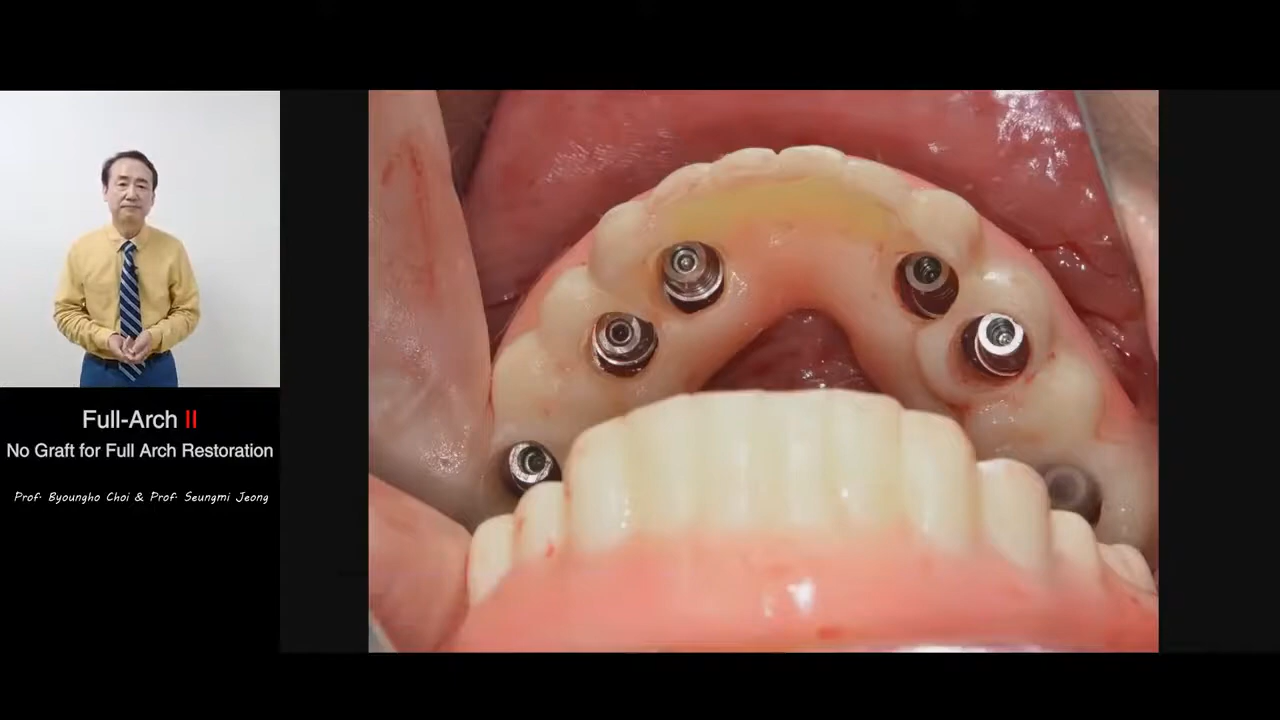 Full-Arch II
No Graft for Full Arch Restoration
Prof. Byoungho Choi & Prof. Seungmi Jeong